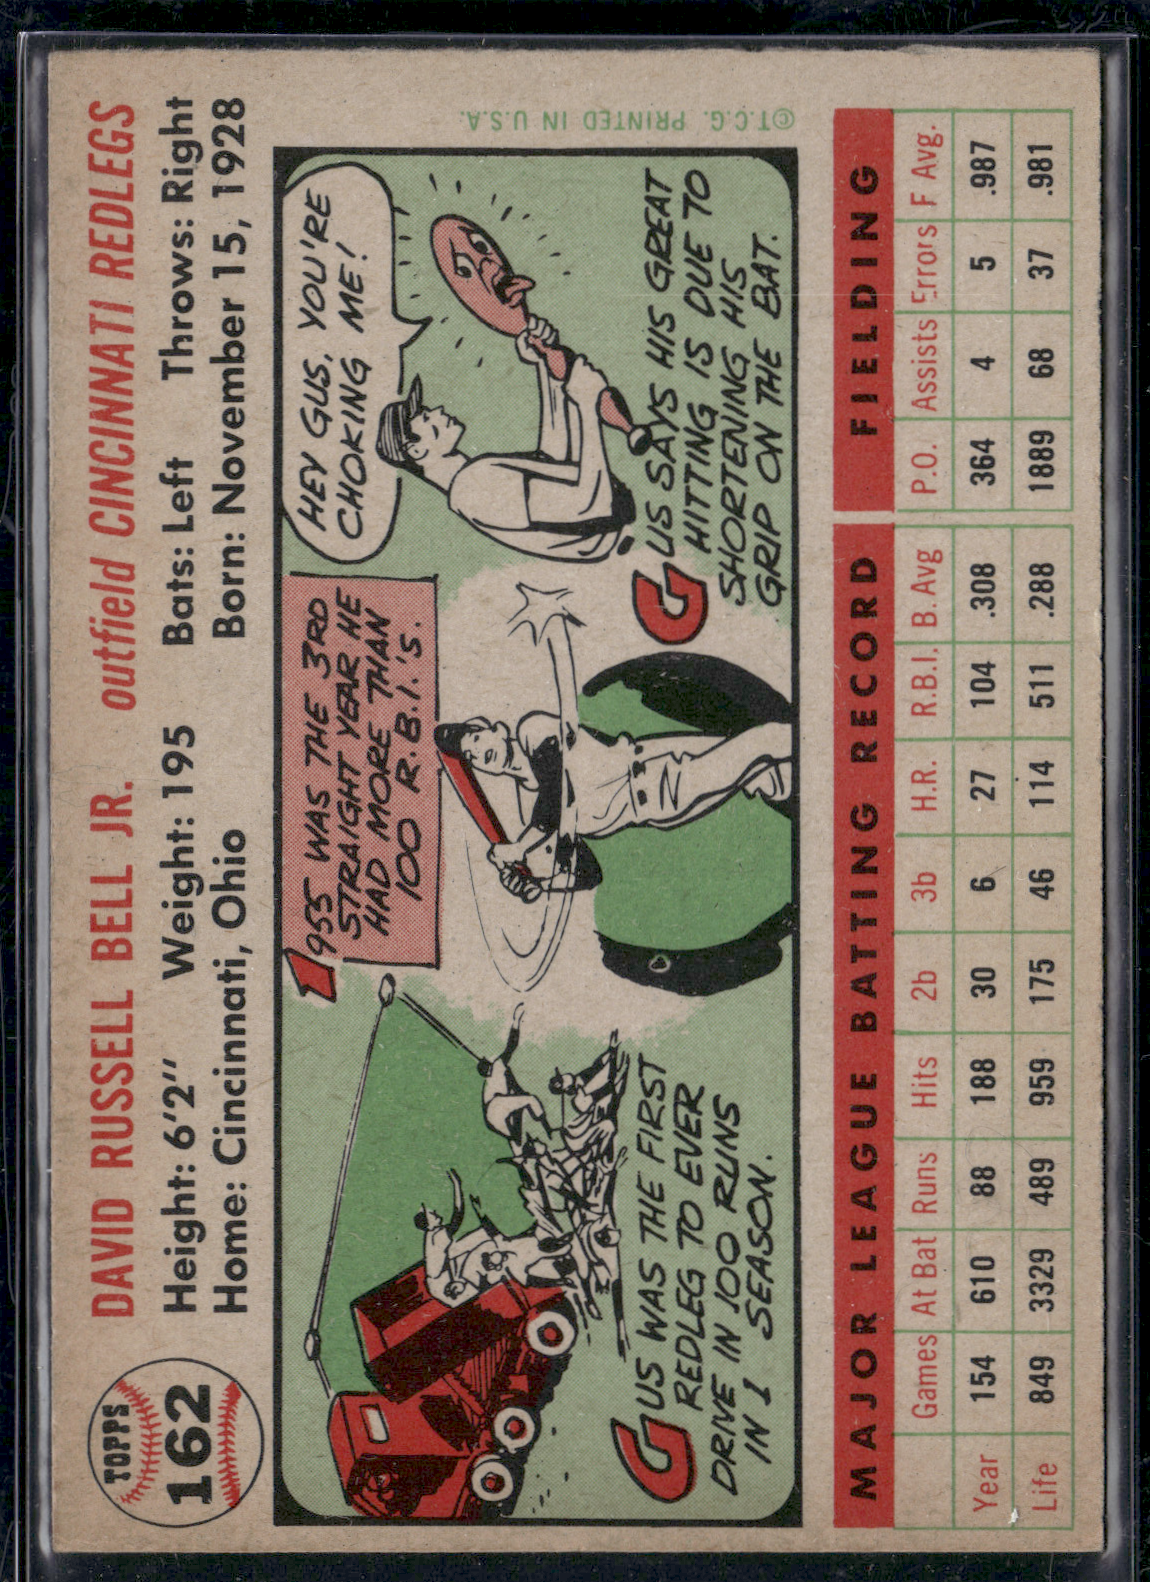 TOPPS
162
DAVID RUSSELL BELL JR. outfield CINCINNATI REDLEGS
Height: 6'2" Weight: 195 Bats: Left Throws: Right
Home: Cincinnati, Ohio Born: November 15, 1928
GUS WAS THE FIRST
REDLEG TO EVER
DRIVE IN 100 RUNS
IN 1 SEASON.
1955 WAS THE 3RD
STRAIGHT YEAR HE
HAD MORE THAN
100 R.B.I.'S.
HEY GUS, YOU'RE
CHOKING ME!
GUS SAYS HIS GREAT
HITTING IS DUE TO
SHORTENING HIS
GRIP ON THE BAT.
©T.C.G. PRINTED IN U.S.A.
MAJOR LEAGUE BATTING RECORD FIELDING
Games At Bat Runs Hits 2b 3b H.R. R.B.I. B. Avg P.O. Assists Errors F Avg.
Year 154 610 88 188 30 6 27 104 .308 364 4 5 .987
Life 849 3329 489 959 175 46 114 511 .288 1889 68 37 .981